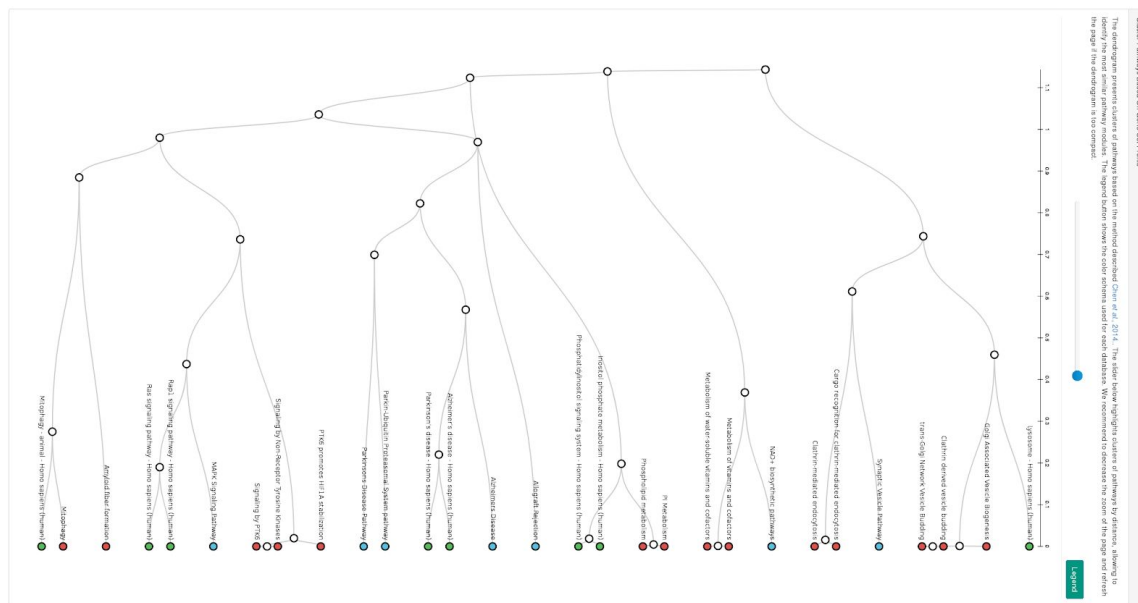 The dendrogram presents clusters of pathways based on the method described Chen et al., 2014.. The slider below highlights clusters of pathways by distance, allowing to
identify the most similar pathway modules. The legend button shows the color schema used for each database. We recommend to decrease the zoom of the page and refresh
the page if the dendrogram is too compact.
Legend
1.1 1 0.9 0.8 0.7 0.6 0.5 0.4 0.3 0.2 0.1 0
Lysosome - Homo sapiens (human)
Golgi Associated Vesicle Biogenesis
Clathrin derived vesicle budding
trans-Golgi Network Vesicle Budding
Synaptic Vesicle Pathway
Cargo recognition for clathrin-mediated endocytosis
Clathrin-mediated endocytosis
NAD+ biosynthetic pathways
Metabolism of vitamins and cofactors
Metabolism of water-soluble vitamins and cofactors
PI Metabolism
Phospholipid metabolism
Inositol phosphate metabolism - Homo sapiens (human)
Phosphatidylinositol signaling system - Homo sapiens (human)
Allograft Rejection
Alzheimers Disease
Alzheimer's disease - Homo sapiens (human)
Parkinson's disease - Homo sapiens (human)
Parkin-Ubiquitin Proteasomal System pathway
Parkinsons Disease Pathway
PTK6 promotes HIF1A stabilization
Signaling by Non-Receptor Tyrosine Kinases
Signaling by PTK6
MAPK Signaling Pathway
Rap1 signaling pathway - Homo sapiens (human)
Ras signaling pathway - Homo sapiens (human)
Amyloid fiber formation
Mitophagy
Mitophagy - animal - Homo sapiens (human)